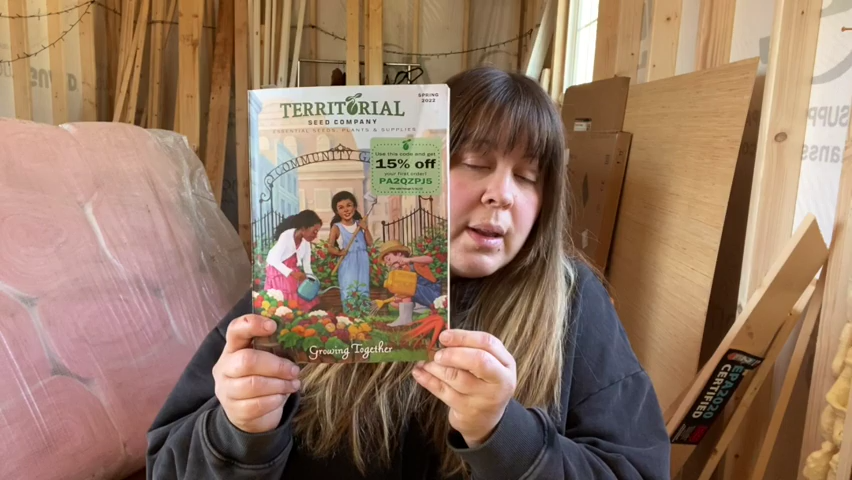 TERRITORIAL
SEED COMPANY
ESSENTIAL SEEDS, PLANTS & SUPPLIES
SPRING
2022
COMMUNITY G
Use this code and get
15% off
your first order!
PA2QZPJ5
Growing Together
EPA2020
CERTIFIED